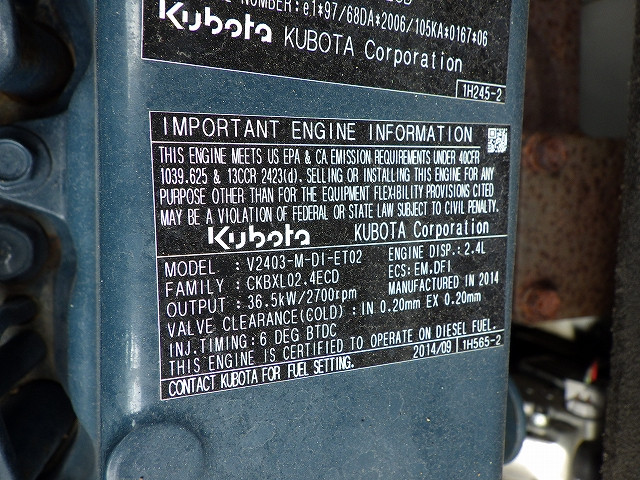 NUMBER:e1*97/68DA*2006/105KA*0167*06
Kubota KUBOTA Corporation
1H245-2
IMPORTANT ENGINE INFORMATION
THIS ENGINE MEETS US EPA & CA EMISSION REQUIREMENTS UNDER 40CFR
1039.625 & 13CCR 2423(d). SELLING OR INSTALLING THIS ENGINE FOR ANY
PURPOSE OTHER THAN FOR THE EQUIPMENT FLEXIBILITY PROVISIONS CITED
MAY BE A VIOLATION OF FEDERAL OR STATE LAW SUBJECT TO CIVIL PENALTY.
Kubota KUBOTA Corporation
MODEL : V2403-M-DI-ET02 ENGINE DISP.: 2.4L
FAMILY : CKBXL02.4ECD ECS: EM,DFI
OUTPUT : 36.5kW/2700rpm MANUFACTURED IN 2014
VALVE CLEARANCE(COLD) : IN 0.20mm EX 0.20mm
INJ.TIMING: 6 DEG BTDC
THIS ENGINE IS CERTIFIED TO OPERATE ON DIESEL FUEL.
CONTACT KUBOTA FOR FUEL SETTING. 2014/09 1H565-2